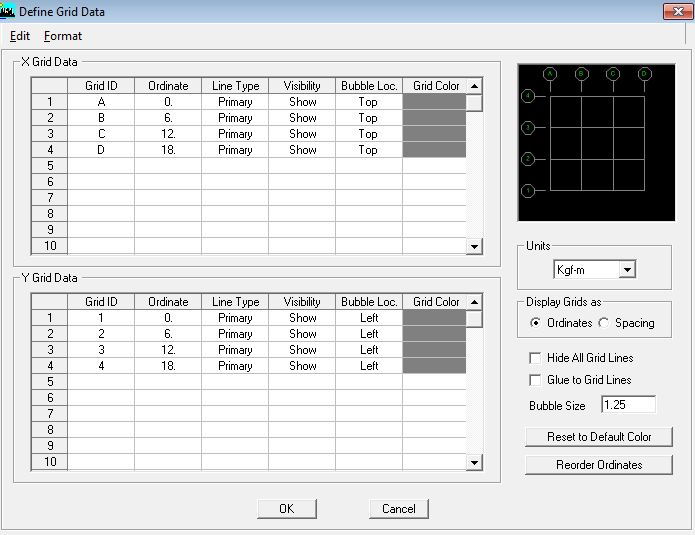 Define Grid Data
Edit Format
X Grid Data
Grid ID Ordinate Line Type Visibility Bubble Loc. Grid Color
1 A 0. Primary Show Top
2 B 6. Primary Show Top
3 C 12. Primary Show Top
4 D 18. Primary Show Top
5
6
7
8
9
10
A B C D
4
3
2
1
Units
Kgf-m
Y Grid Data
Grid ID Ordinate Line Type Visibility Bubble Loc. Grid Color
1 1 0. Primary Show Left
2 2 6. Primary Show Left
3 3 12. Primary Show Left
4 4 18. Primary Show Left
5
6
7
8
9
10
Display Grids as
Ordinates Spacing
Hide All Grid Lines
Glue to Grid Lines
Bubble Size 1.25
Reset to Default Color
Reorder Ordinates
OK Cancel